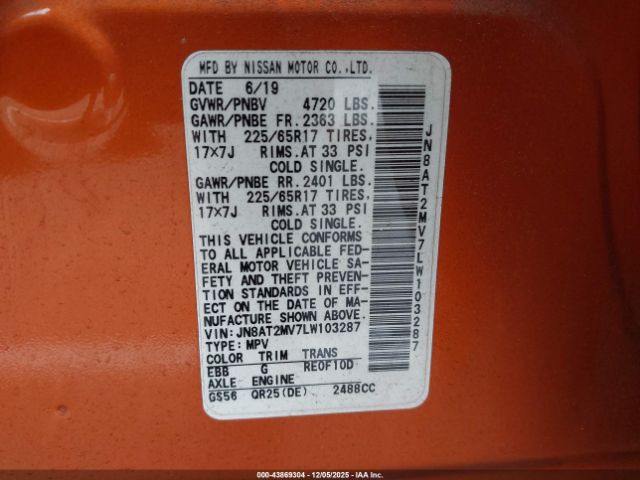 MFD BY NISSAN MOTOR CO.,LTD.
DATE 6/19
GVWR/PNBV 4720 LBS.
GAWR/PNBE FR. 2363 LBS.
WITH 225/65R17 TIRES,
17×7J RIMS.AT 33 PSI
COLD SINGLE.
GAWR/PNBE RR. 2401 LBS.
WITH 225/65R17 TIRES,
17×7J RIMS.AT 33 PSI
COLD SINGLE.
THIS VEHICLE CONFORMS
TO ALL APPLICABLE FED-
ERAL MOTOR VEHICLE SA-
FETY AND THEFT PREVEN-
TION STANDARDS IN EFF-
ECT ON THE DATE OF MA-
NUFACTURE SHOWN ABOVE.
VIN:JN8AT2MV7LW103287
TYPE:MPV
COLOR TRIM TRANS
EBB G RE0F10D
AXLE ENGINE
GS56 QR25(DE) 2488CC
JN8AT2MV7LW103287
000-43869304 - 12/05/2025 - IAA Inc.